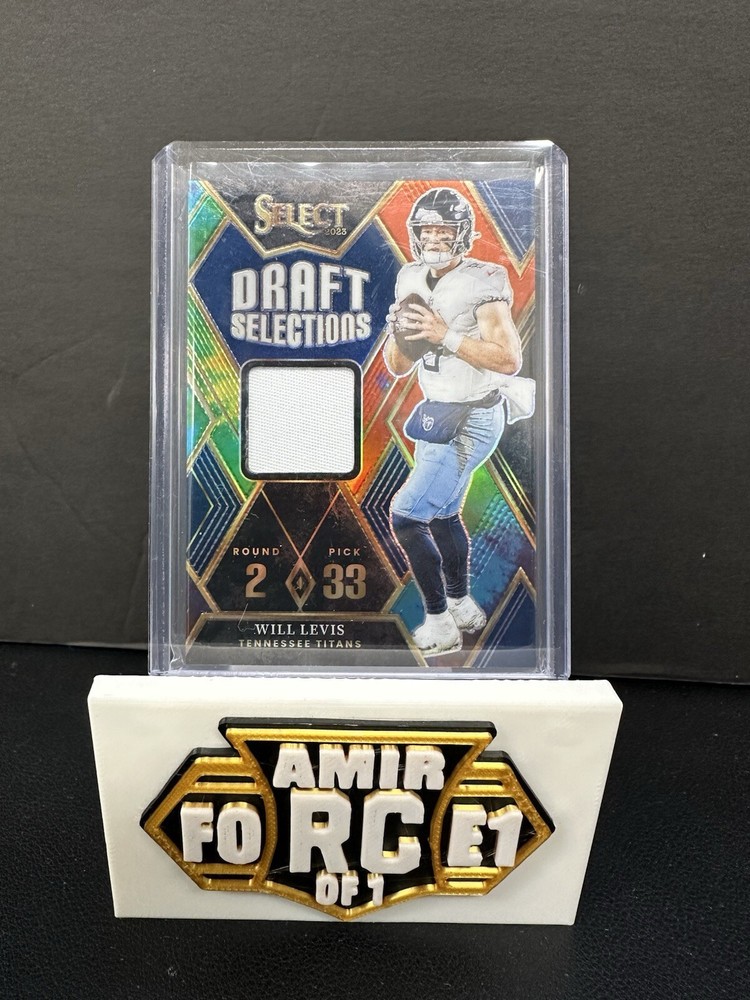 SELECT
2023
DRAFT
SELECTIONS
ROUND PICK
2 33
WILL LEVIS
TENNESSEE TITANS
AMIR
FO RC E1
OF 1